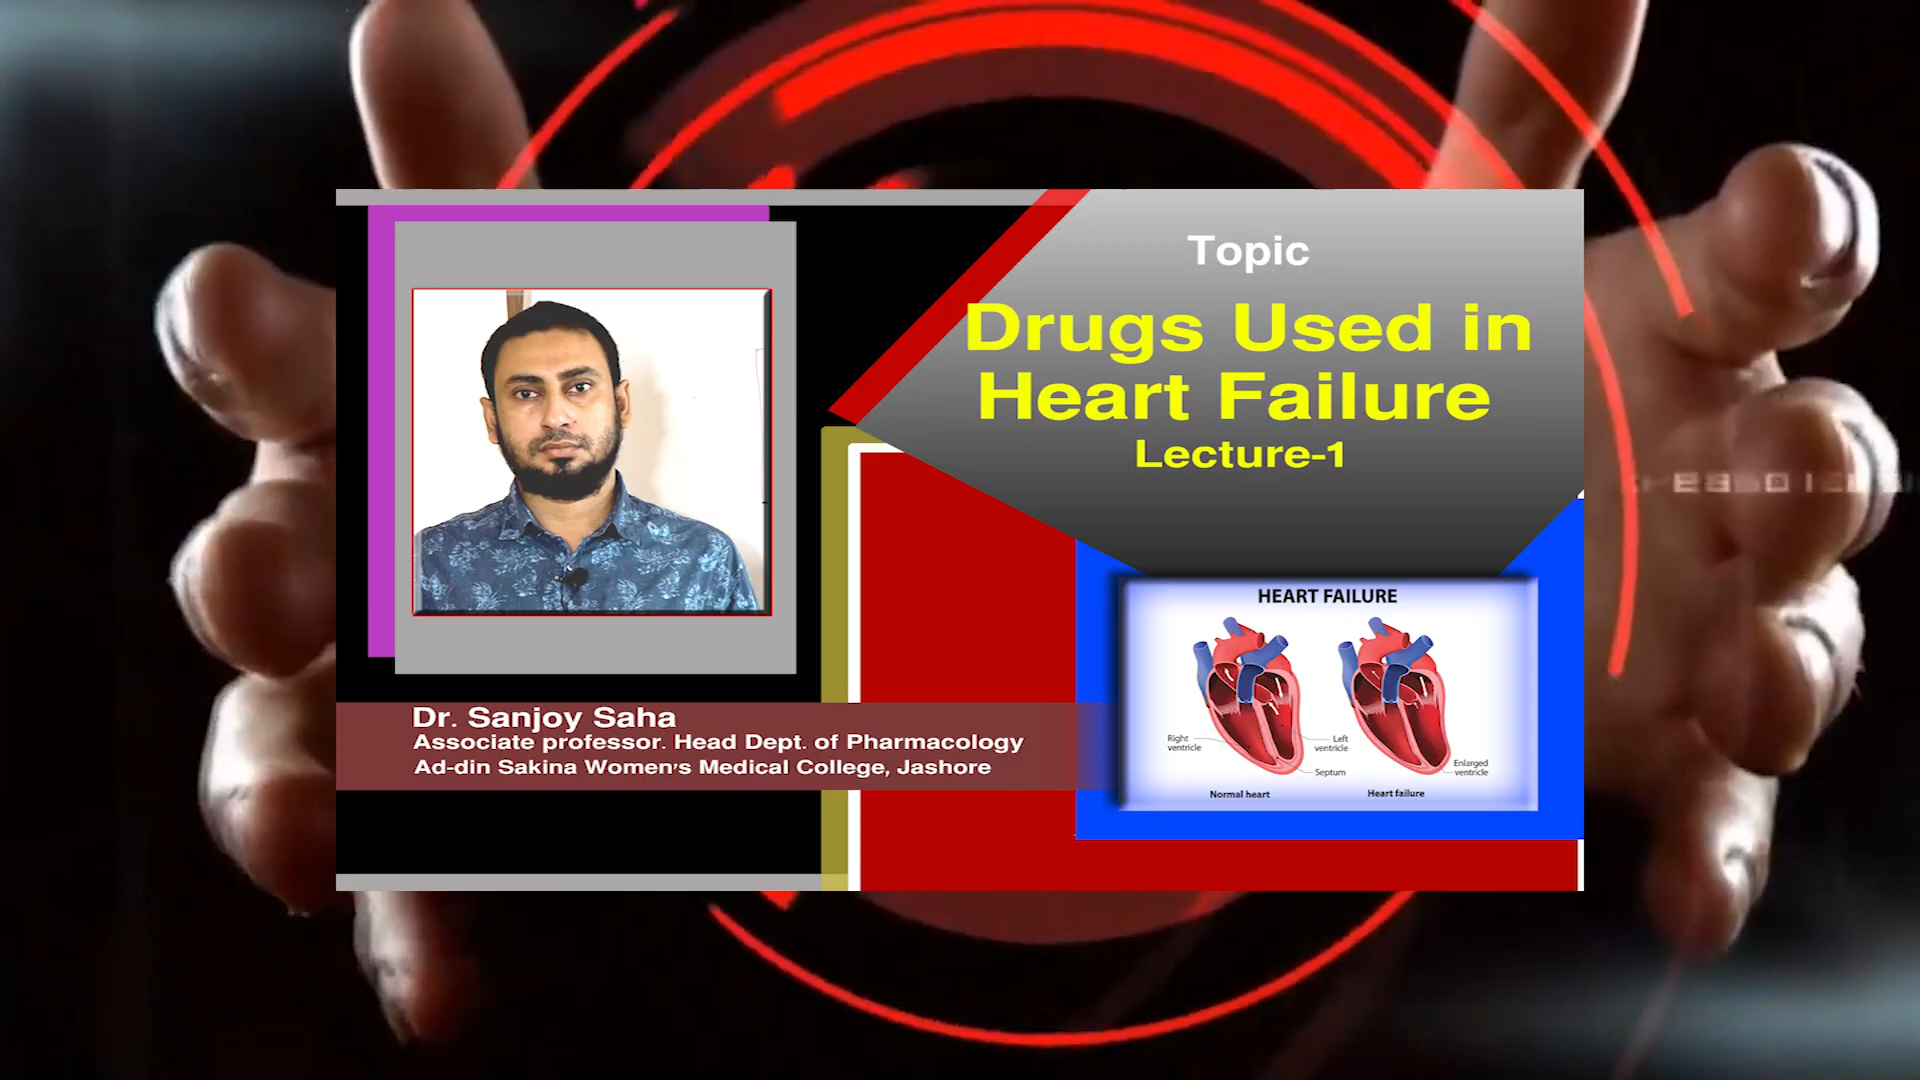 Topic
Drugs Used in
Heart Failure
Lecture-1
Dr. Sanjoy Saha
Associate professor. Head Dept. of Pharmacology
Ad-din Sakina Women's Medical College, Jashore
HEART FAILURE
Right
ventricle
Left
ventricle
Septum
Enlarged
ventricle
Normal heart
Heart failure